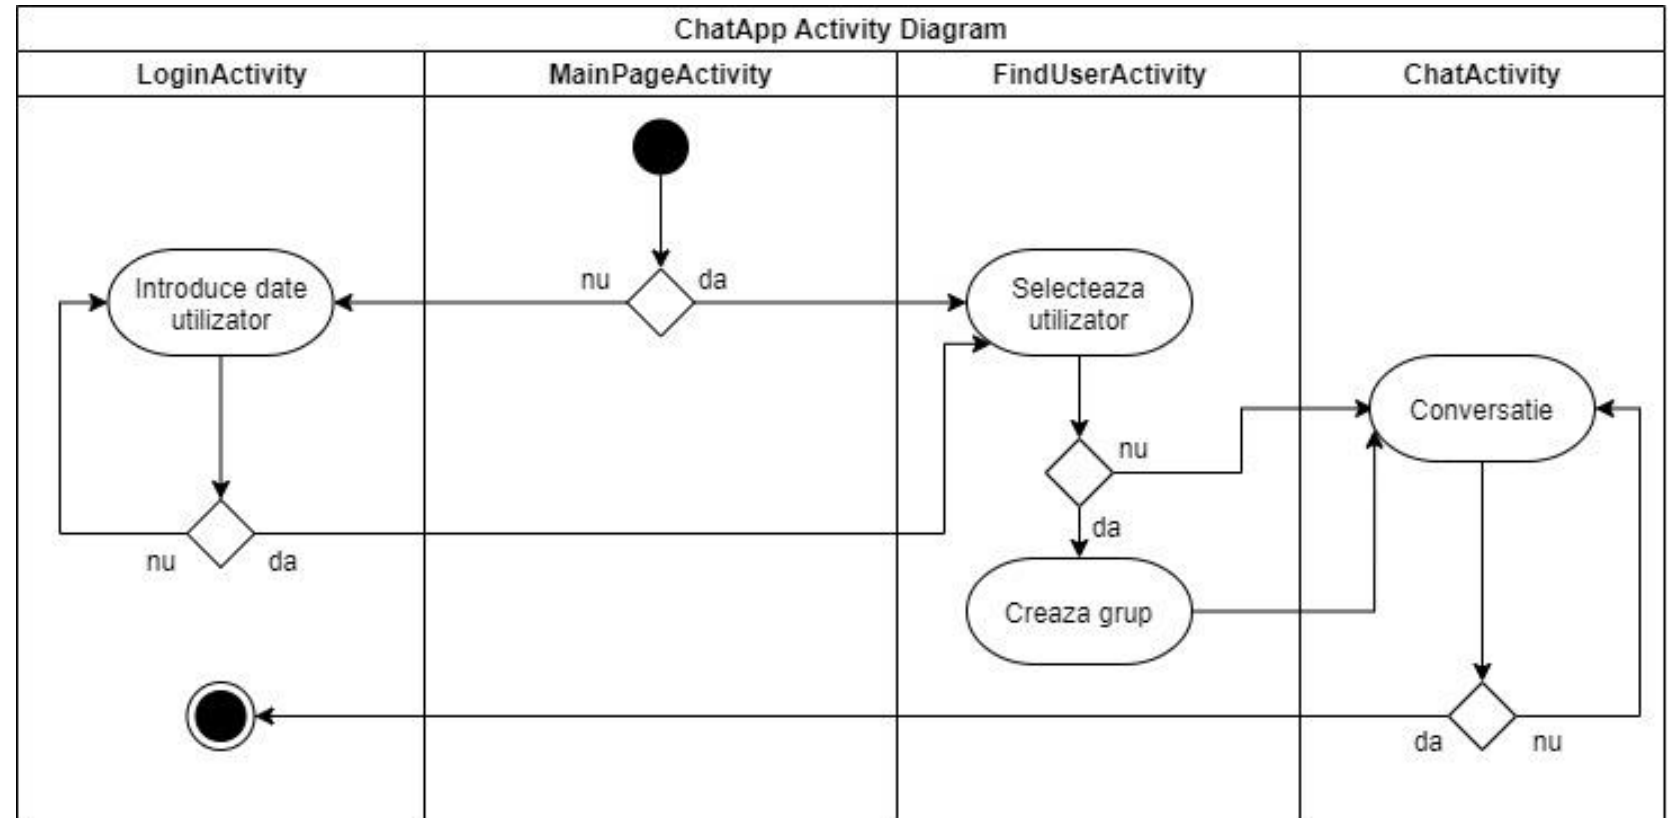 ChatApp Activity Diagram
LoginActivity
MainPageActivity
FindUserActivity
ChatActivity
nu
da
Introduce date
utilizator
Selecteaza
utilizator
Conversatie
nu
da
nu
da
Creaza grup
da
nu